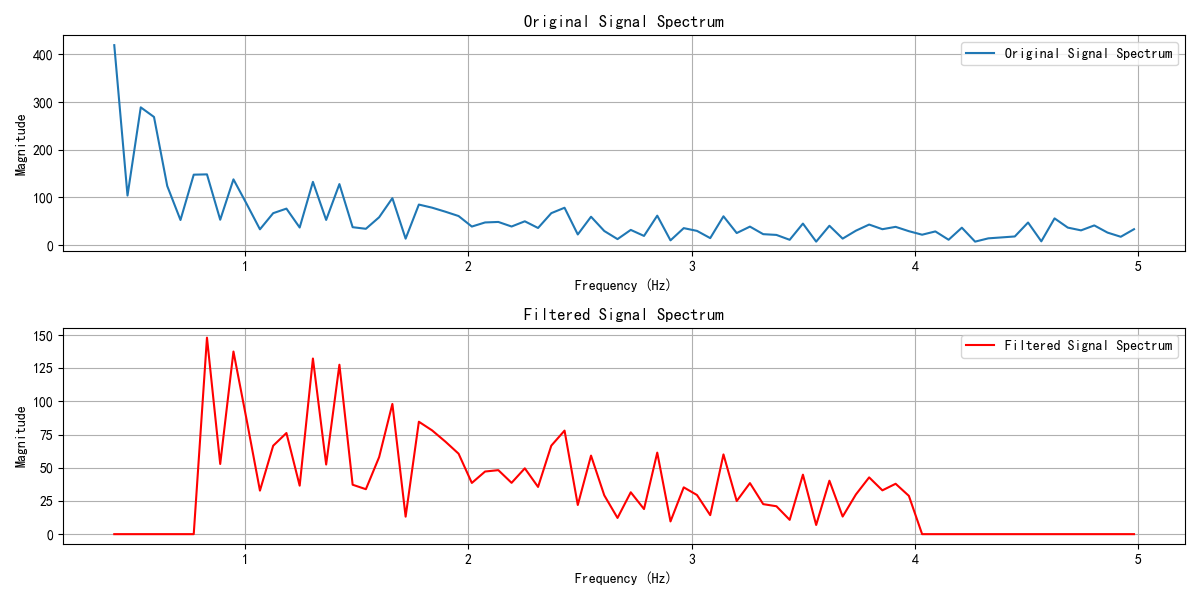 Original Signal Spectrum
400
300
200
100
0
Magnitude
Original Signal Spectrum
1
2
3
4
5
Frequency (Hz)
Filtered Signal Spectrum
150
125
100
75
50
25
0
Magnitude
Filtered Signal Spectrum
1
2
3
4
5
Frequency (Hz)